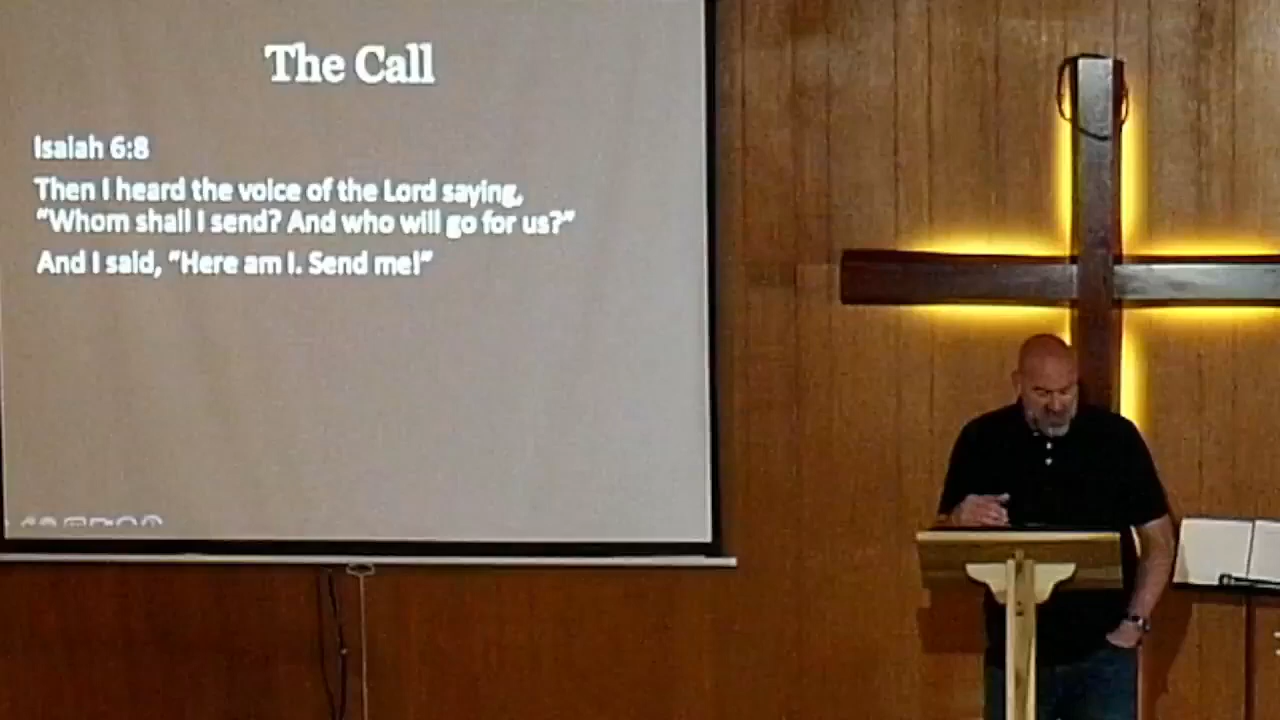 The Call
Isaiah 6:8
Then I heard the voice of the Lord saying,
“Whom shall I send? And who will go for us?”
And I said, “Here am I. Send me!”